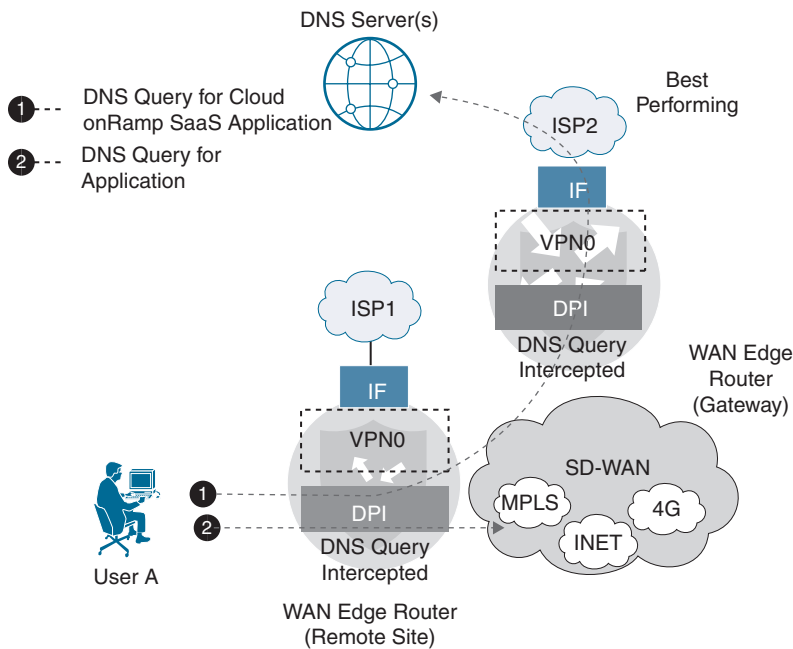 DNS Server(s)
1
DNS Query for Cloud
onRamp SaaS Application
2
DNS Query for
Application
Best
Performing
ISP2
IF
VPN0
DPI
DNS Query
Intercepted
WAN Edge
Router
(Gateway)
ISP1
IF
VPN0
DPI
DNS Query
Intercepted
WAN Edge Router
(Remote Site)
SD-WAN
MPLS
4G
INET
1
2
User A